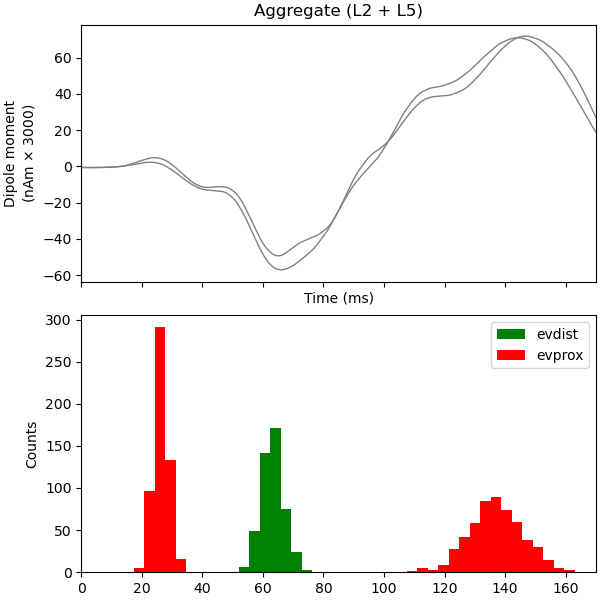 Aggregate (L2 + L5)
Dipole moment
(nAm × 3000)
60
40
20
0
−20
−40
−60
Time (ms)
Counts
300
250
200
150
100
50
0
evdist
evprox
0 20 40 60 80 100 120 140 160